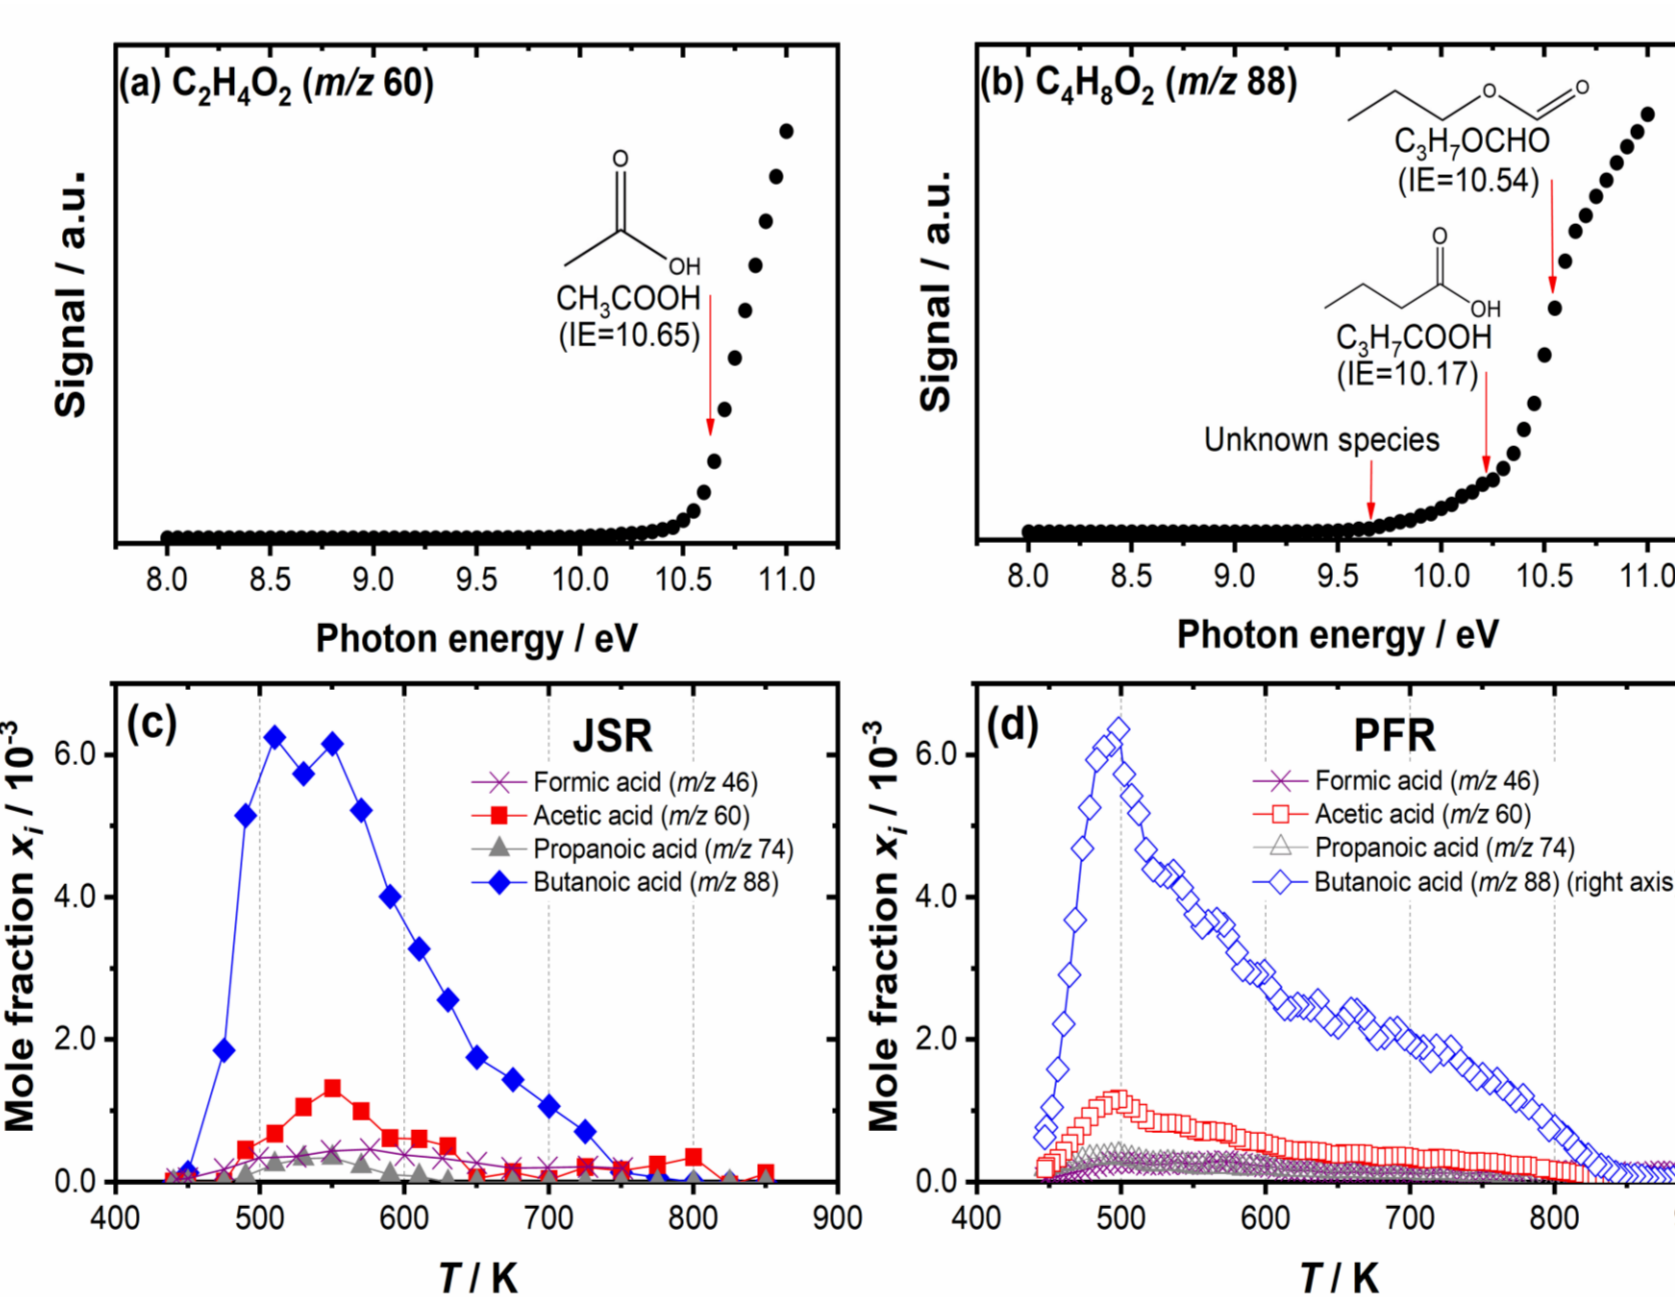 (a) C₂H₄O₂ (m/z 60)
O
OH
CH₃COOH
(IE=10.65)
Signal / a.u.
8.0 8.5 9.0 9.5 10.0 10.5 11.0
Photon energy / eV
(b) C₄H₈O₂ (m/z 88)
O
O
C₃H₇OCHO
(IE=10.54)
O
OH
C₃H₇COOH
(IE=10.17)
Unknown species
Signal / a.u.
8.0 8.5 9.0 9.5 10.0 10.5 11.0
Photon energy / eV
(c)
JSR
Formic acid (m/z 46)
Acetic acid (m/z 60)
Propanoic acid (m/z 74)
Butanoic acid (m/z 88)
Mole fraction xᵢ / 10⁻³
6.0
4.0
2.0
0.0
400 500 600 700 800 900
T / K
(d)
PFR
Formic acid (m/z 46)
Acetic acid (m/z 60)
Propanoic acid (m/z 74)
Butanoic acid (m/z 88) (right axis
Mole fraction xᵢ / 10⁻³
6.0
4.0
2.0
0.0
400 500 600 700 800
T / K